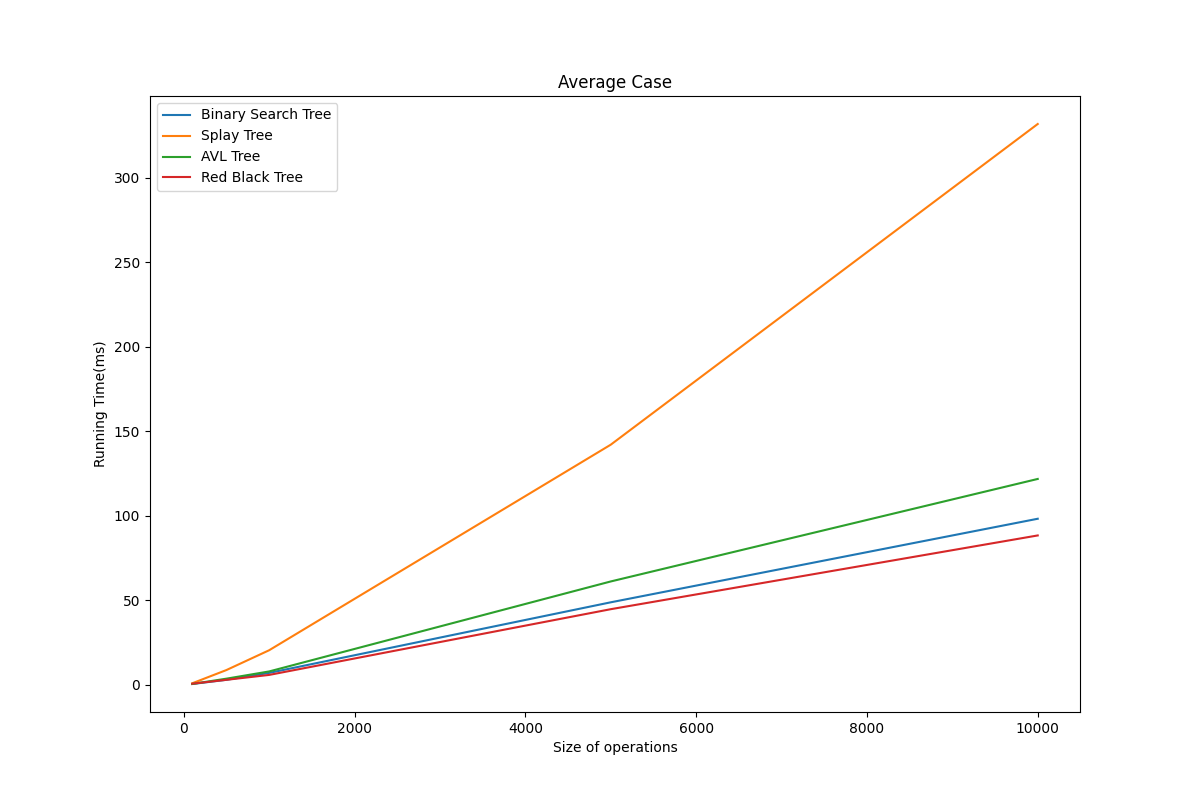 Average Case
Binary Search Tree
Splay Tree
AVL Tree
Red Black Tree
Running Time(ms)
300
250
200
150
100
50
0
0 2000 4000 6000 8000 10000
Size of operations